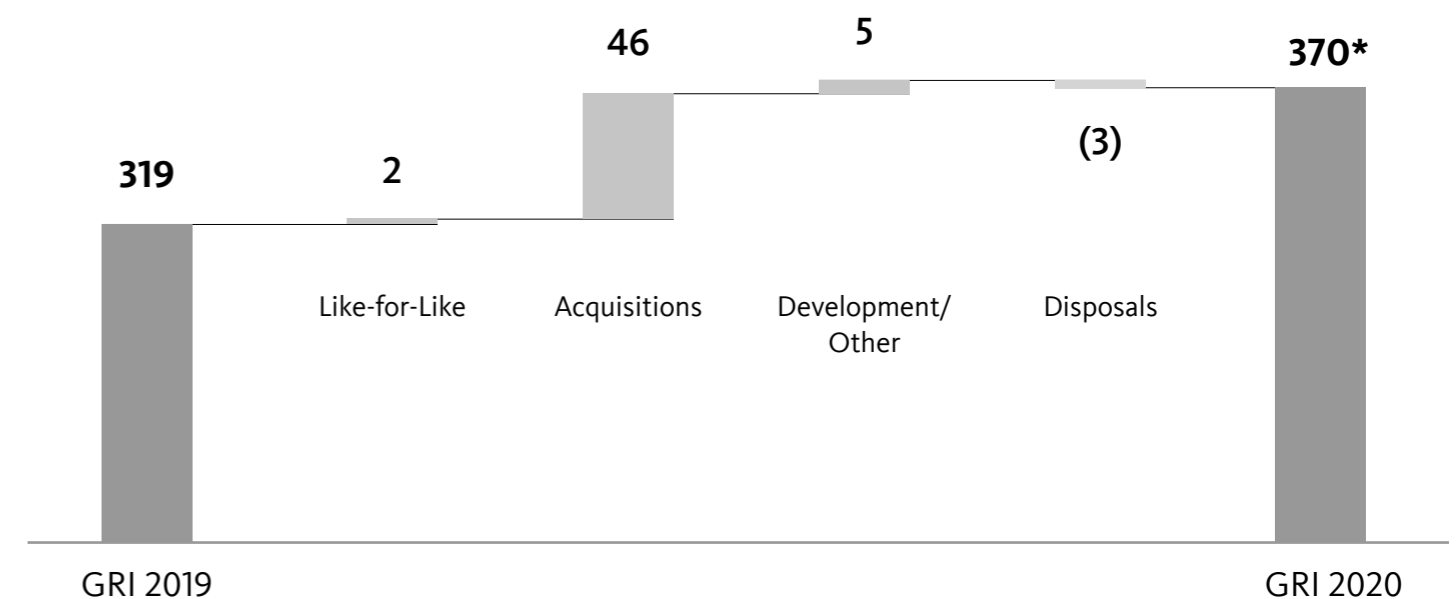 46
5
370*
319
2
(3)
Like-for-Like
Acquisitions
Development/
Other
Disposals
GRI 2019
GRI 2020